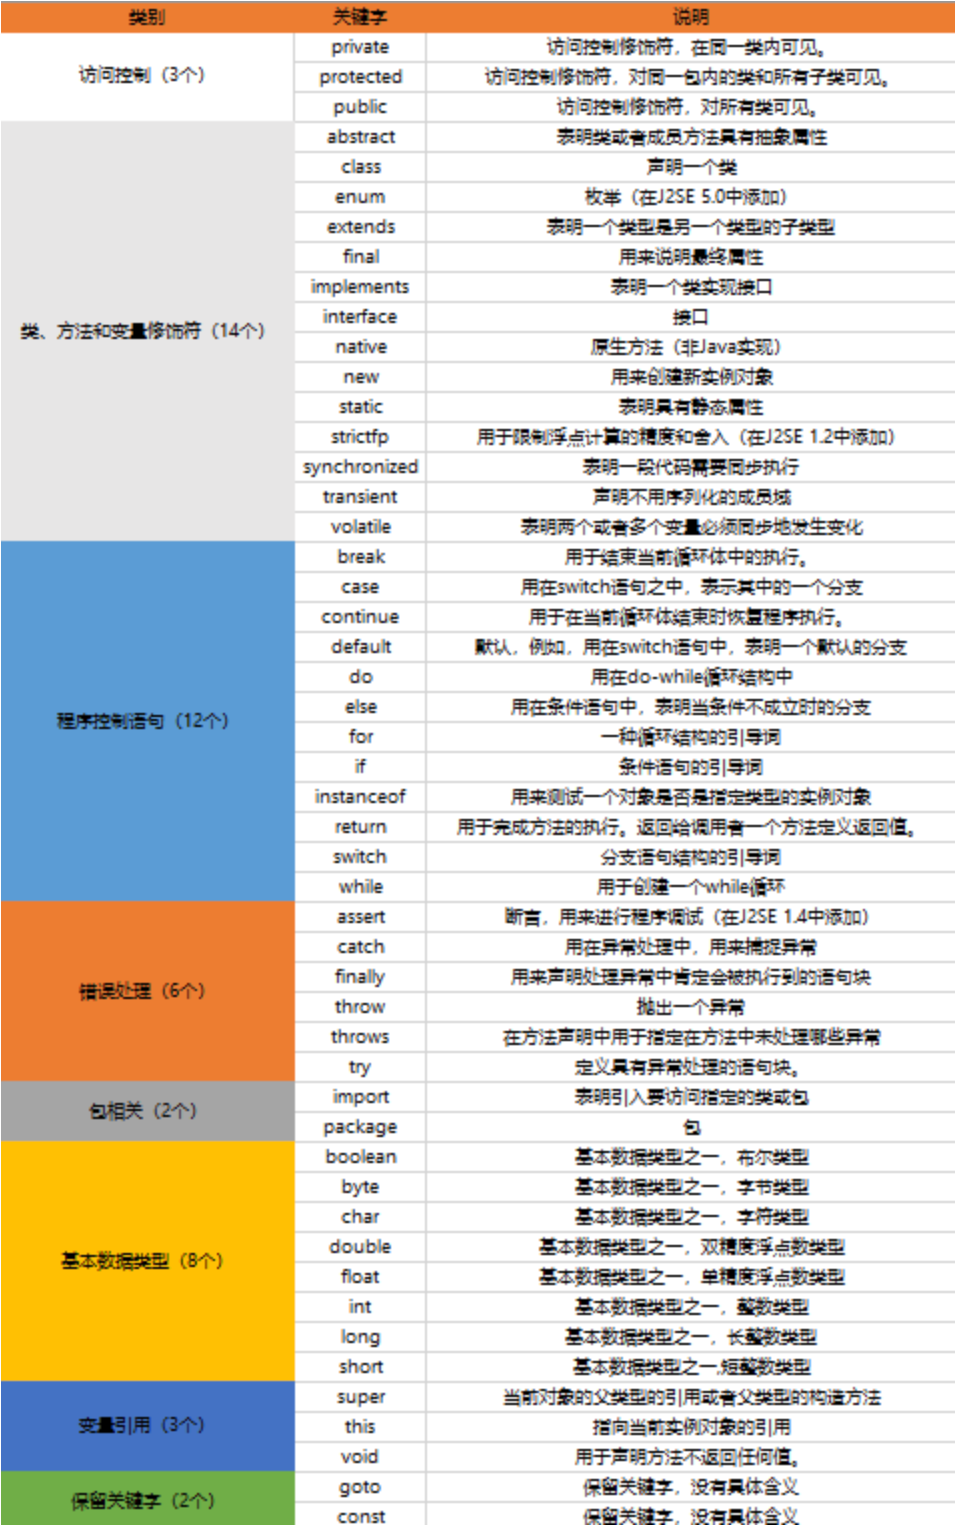 类别 关键字 说明
访问控制（3个）
private 访问控制修饰符，在同一类内可见。
protected 访问控制修饰符，对同一包内的类和所有子类可见。
public 访问控制修饰符，对所有类可见。
类、方法和变量修饰符（14个）
abstract 表明类或者成员方法具有抽象属性
class 声明一个类
enum 枚举（在J2SE 5.0中添加）
extends 表明一个类型是另一个类型的子类型
final 用来说明最终属性
implements 表明一个类实现接口
interface 接口
native 原生方法（非Java实现）
new 用来创建新实例对象
static 表明具有静态属性
strictfp 用于限制浮点计算的精度和舍入（在J2SE 1.2中添加）
synchronized 表明一段代码需要同步执行
transient 声明不用序列化的成员域
volatile 表明两个或者多个变量必须同步地发生变化
程序控制语句（12个）
break 用于结束当前循环体中的执行。
case 用在switch语句之中，表示其中的一个分支
continue 用于在当前循环体结束时恢复程序执行。
default 默认，例如，用在switch语句中，表明一个默认的分支
do 用在do-while循环结构中
else 用在条件语句中，表明当条件不成立时的分支
for 一种循环结构的引导词
if 条件语句的引导词
instanceof 用来测试一个对象是否是指定类型的实例对象
return 用于完成方法的执行。返回给调用者一个方法定义返回值。
switch 分支语句结构的引导词
while 用于创建一个while循环
错误处理（6个）
assert 断言，用来进行程序调试（在J2SE 1.4中添加）
catch 用在异常处理中，用来捕捉异常
finally 用来声明处理异常中肯定会被执行到的语句块
throw 抛出一个异常
throws 在方法声明中用于指定在方法中未处理哪些异常
try 定义具有异常处理的语句块。
包相关（2个）
import 表明引入要访问指定的类或包
package 包
基本数据类型（8个）
boolean 基本数据类型之一，布尔类型
byte 基本数据类型之一，字节类型
char 基本数据类型之一，字符类型
double 基本数据类型之一，双精度浮点数类型
float 基本数据类型之一，单精度浮点数类型
int 基本数据类型之一，整数类型
long 基本数据类型之一，长整数类型
short 基本数据类型之一,短整数类型
变量引用（3个）
super 当前对象的父类型的引用或者父类型的构造方法
this 指向当前实例对象的引用
void 用于声明方法不返回任何值。
保留关键字（2个）
goto 保留关键字，没有具体含义
const 保留关键字，没有具体含义